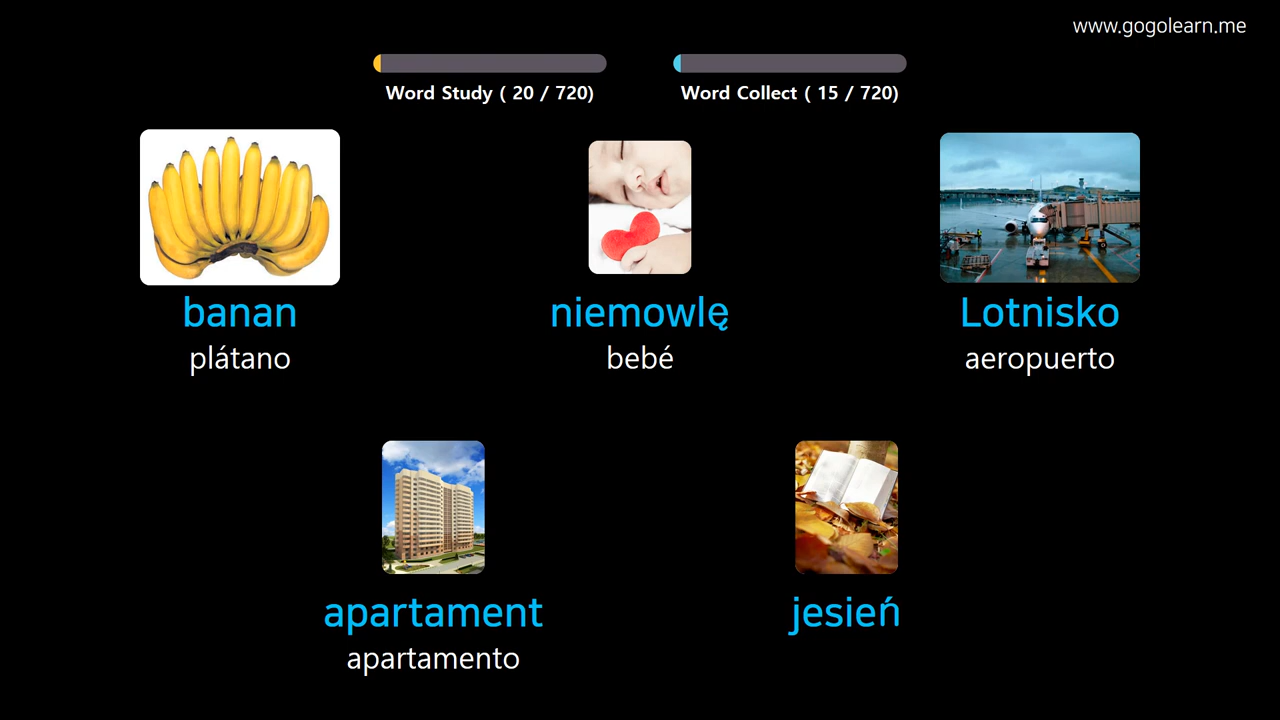 www.gogolearn.me
Word Study ( 20 / 720)
Word Collect ( 15 / 720)
banan
plátano
niemowlę
bebé
Lotnisko
aeropuerto
apartament
apartamento
jesień